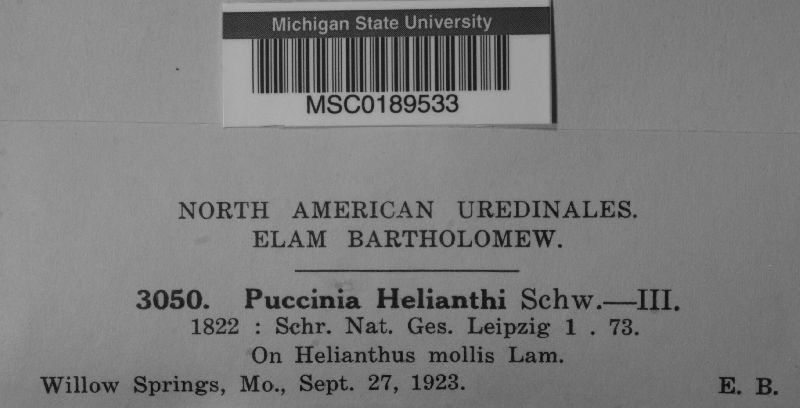 Michigan State University
MSC0189533
NORTH AMERICAN UREDINALES.
ELAM BARTHOLOMEW.
3050. Puccinia Helianthi Schw.—III.
1822 : Schr. Nat. Ges. Leipzig 1 . 73.
On Helianthus mollis Lam.
Willow Springs, Mo., Sept. 27, 1923. E. B.